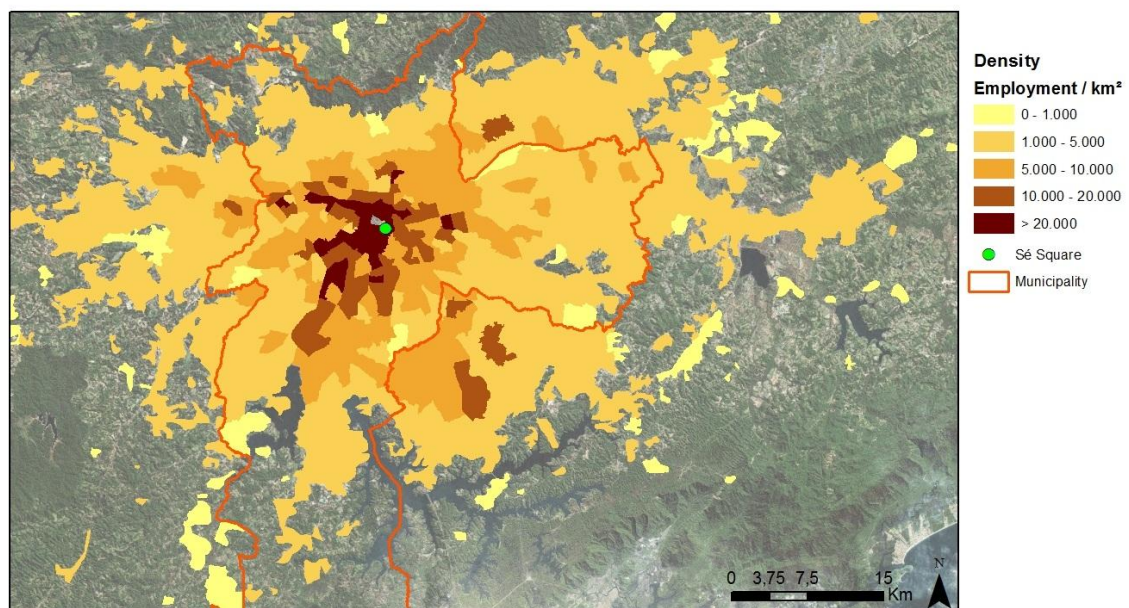 Density
Employment / km²
0 - 1.000
1.000 - 5.000
5.000 - 10.000
10.000 - 20.000
> 20.000
Sé Square
Municipality
N
0 3,75 7,5 15
Km